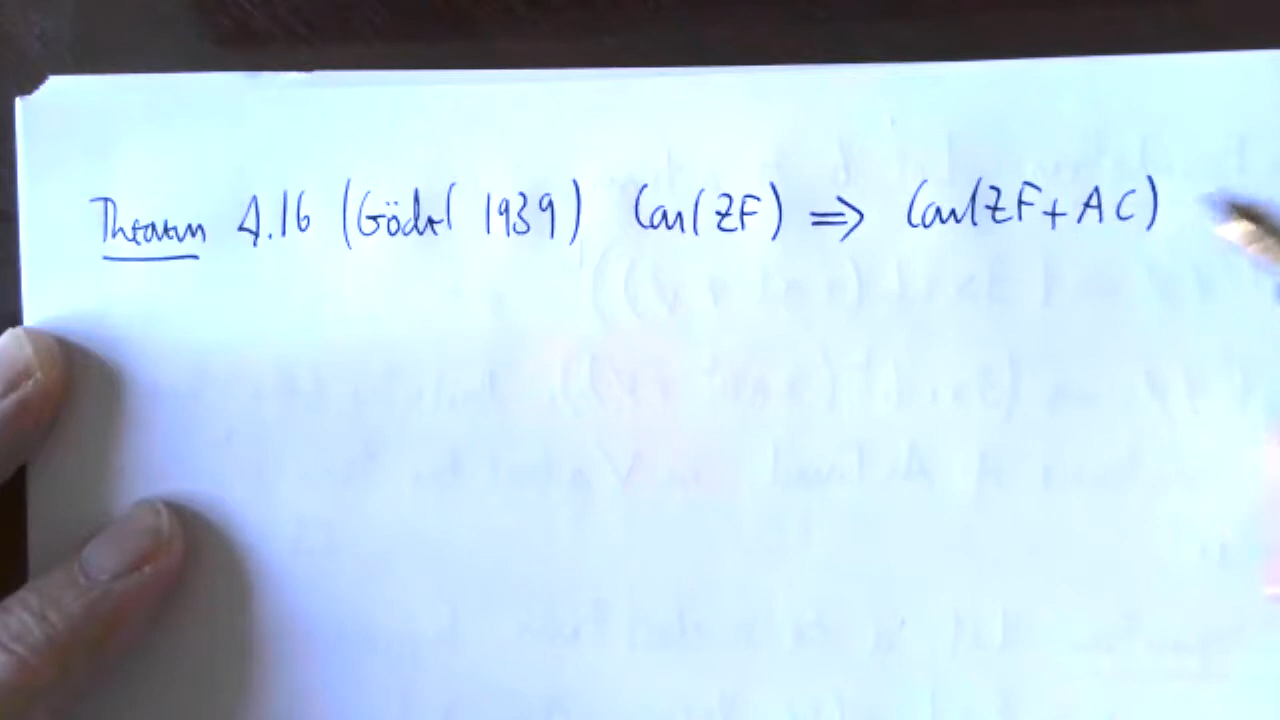 Theorem 4.16 (Gödel 1939) Con(ZF) ⟹ Con(ZF+AC)